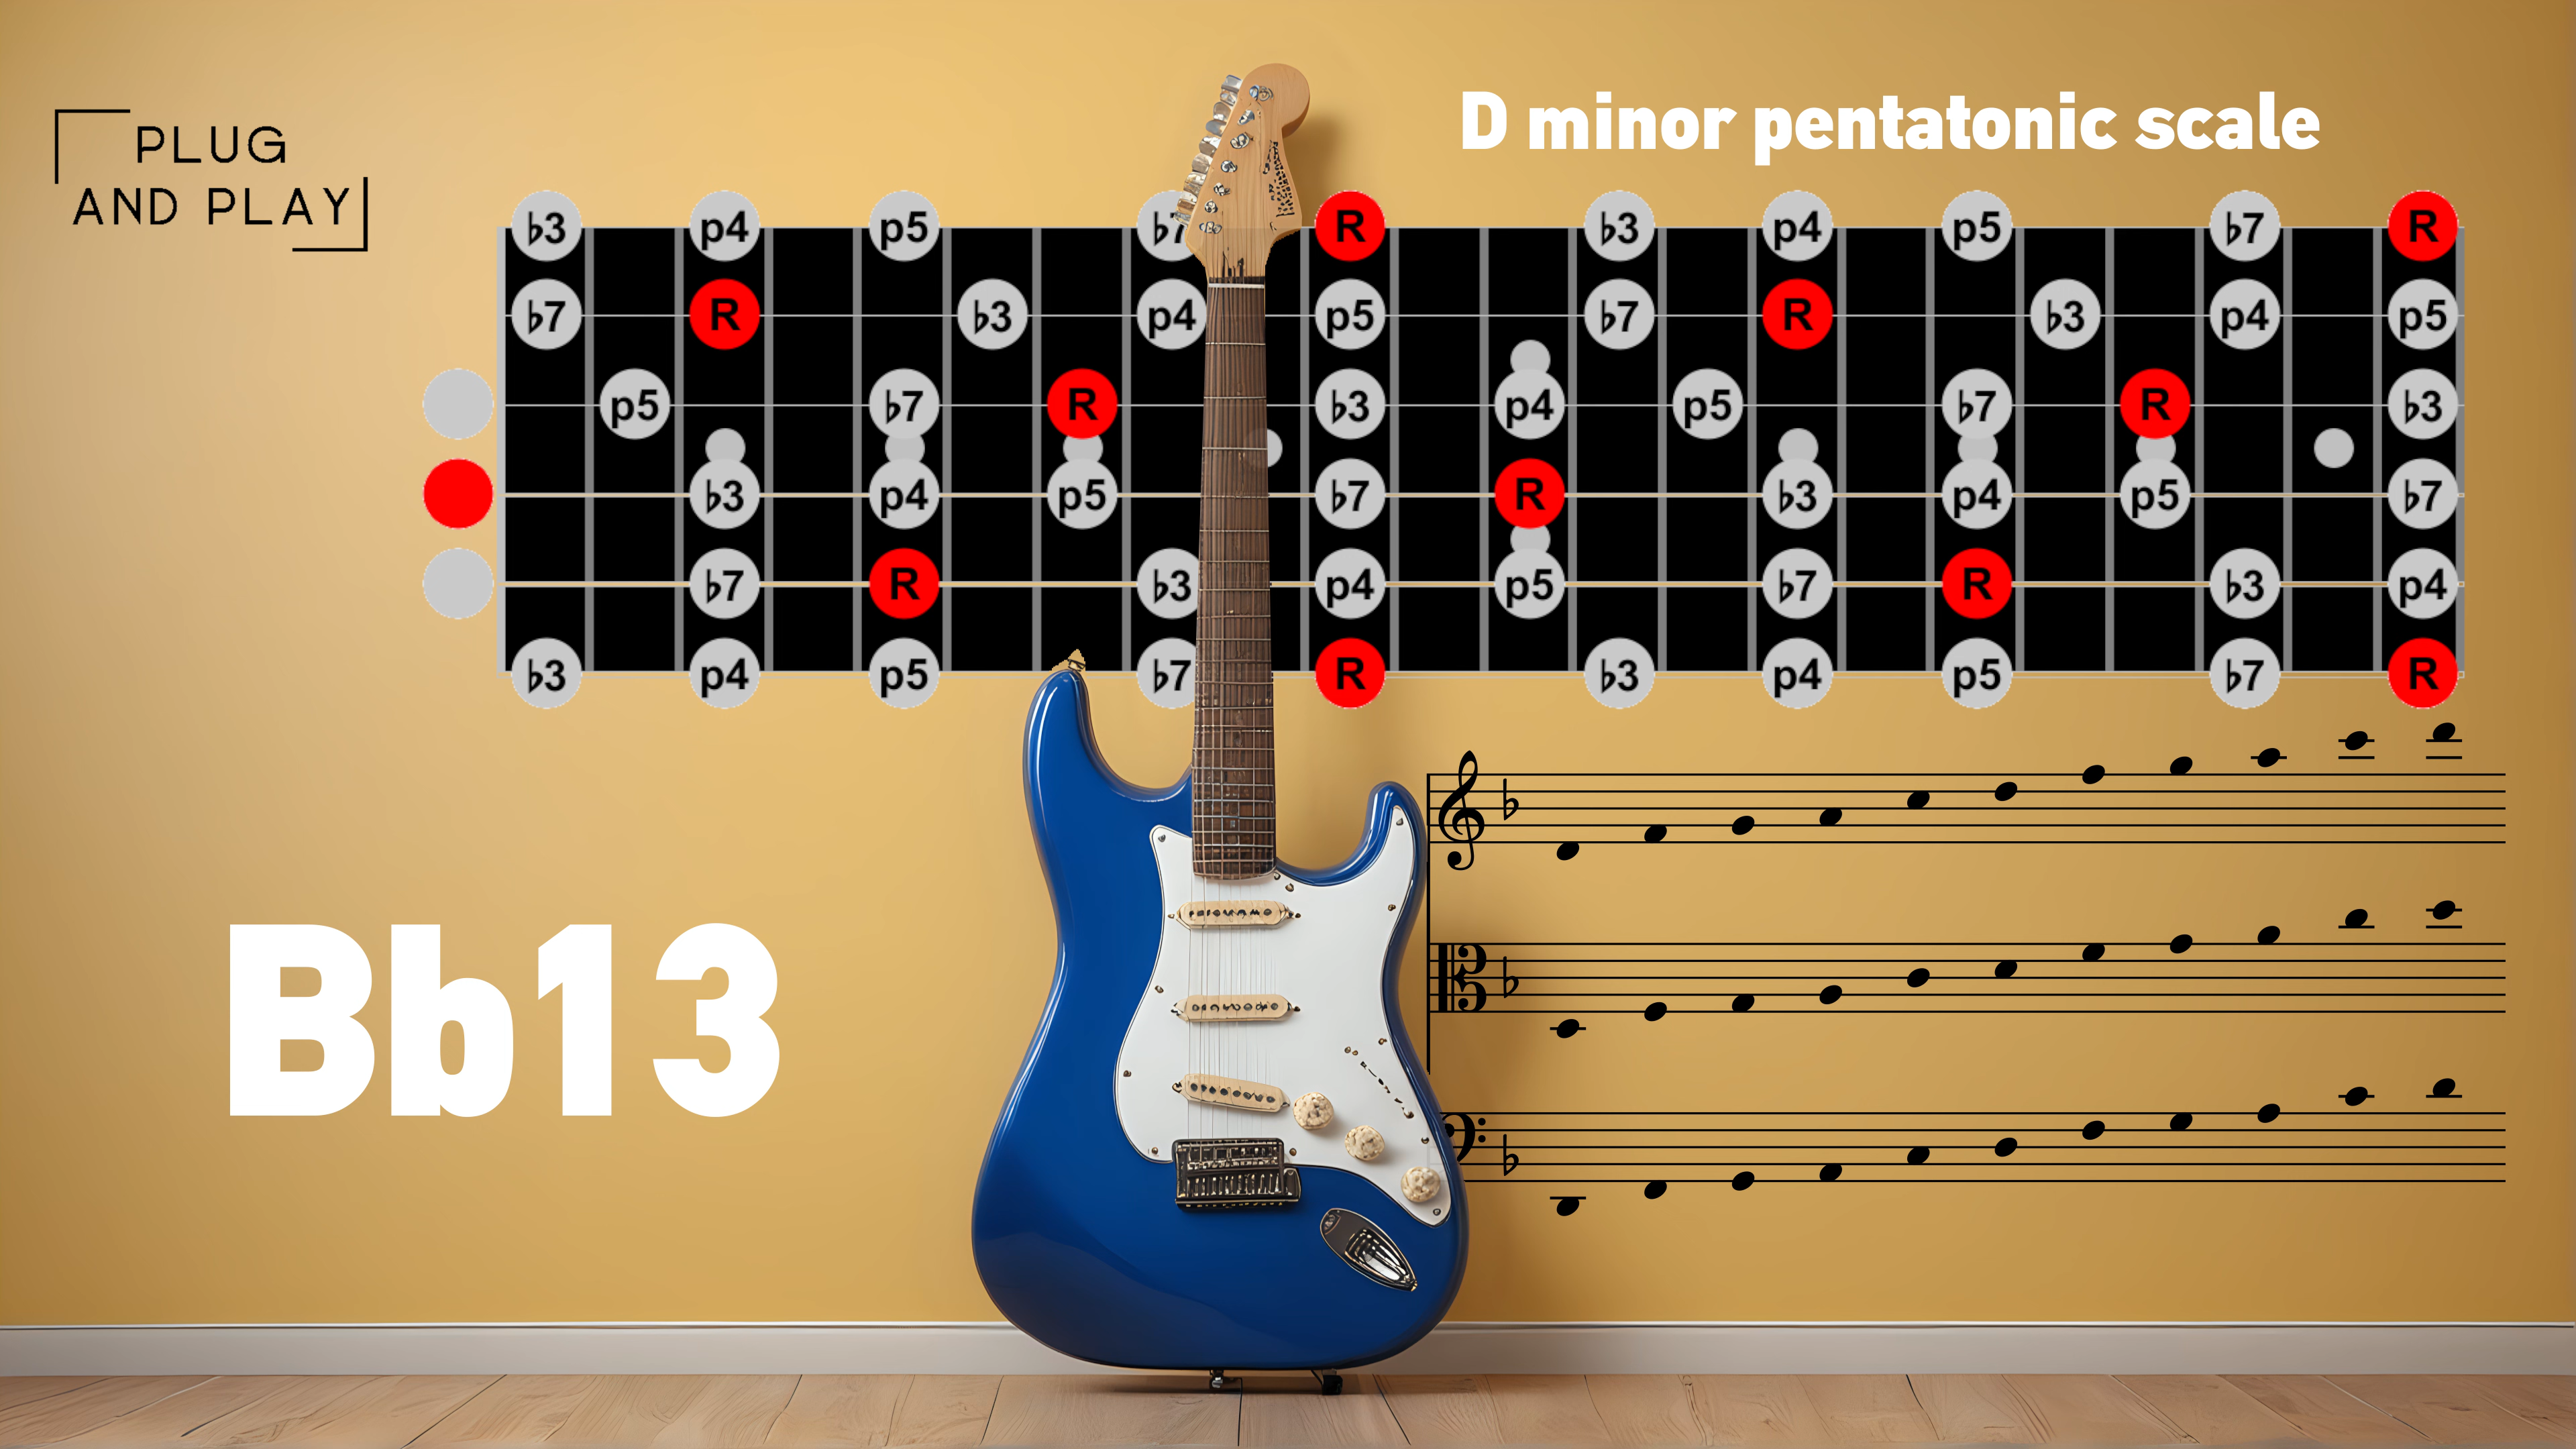 PLUG
AND PLAY
D minor pentatonic scale
♭3 p4 p5 ♭7 R ♭3 p4 p5 ♭7 R
♭7 R ♭3 p4 p5 ♭7 R ♭3 p4 p5
p5 ♭7 R ♭3 p4 p5 ♭7 R ♭3
♭3 p4 p5 ♭7 R ♭3 p4 p5 ♭7
♭7 R ♭3 p4 p5 ♭7 R ♭3 p4
♭3 p4 p5 ♭7 R ♭3 p4 p5 ♭7 R
Bb13